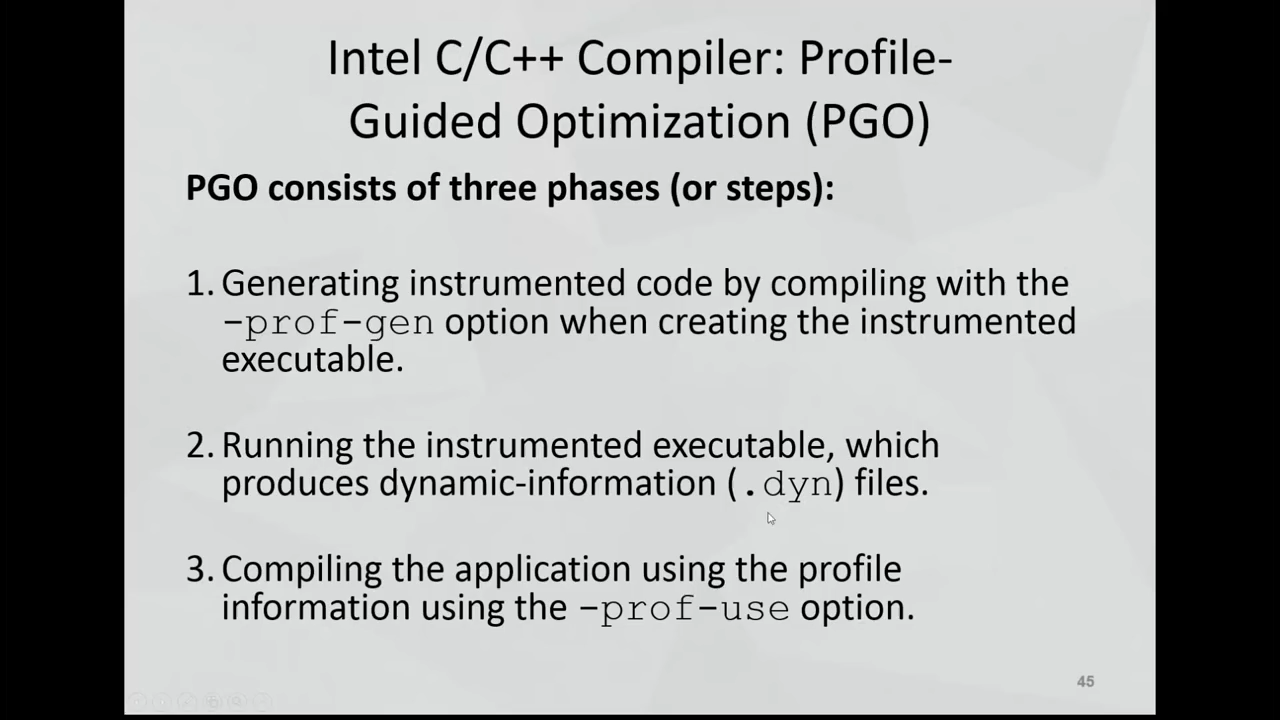 Intel C/C++ Compiler: Profile-
Guided Optimization (PGO)
PGO consists of three phases (or steps):
1. Generating instrumented code by compiling with the
-prof-gen option when creating the instrumented
executable.
2. Running the instrumented executable, which
produces dynamic-information (.dyn) files.
3. Compiling the application using the profile
information using the -prof-use option.
45